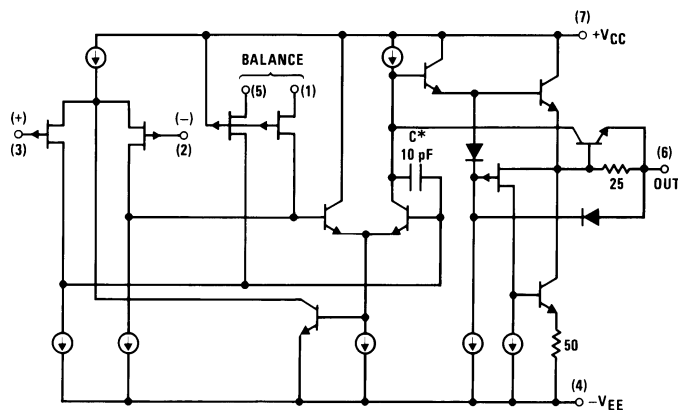 (7)
+VCC
BALANCE
(5)
(1)
(+)
(3)
(−)
(2)
C*
10 pF
(6)
25
OUT
50
(4)
−VEE